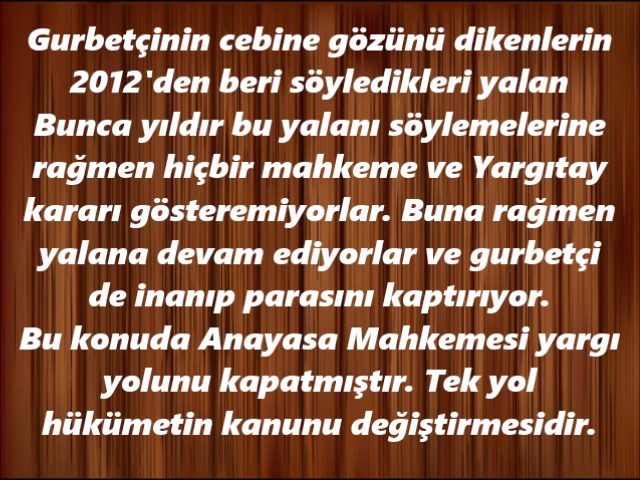 Gurbetçinin cebine gözünü dikenlerin
2012'den beri söyledikleri yalan
Bunca yıldır bu yalanı söylemelerine
rağmen hiçbir mahkeme ve Yargıtay
kararı gösteremiyorlar. Buna rağmen
yalana devam ediyorlar ve gurbetçi
de inanıp parasını kaptırıyor.
Bu konuda Anayasa Mahkemesi yargı
yolunu kapatmıştır. Tek yol
hükümetin kanunu değiştirmesidir.